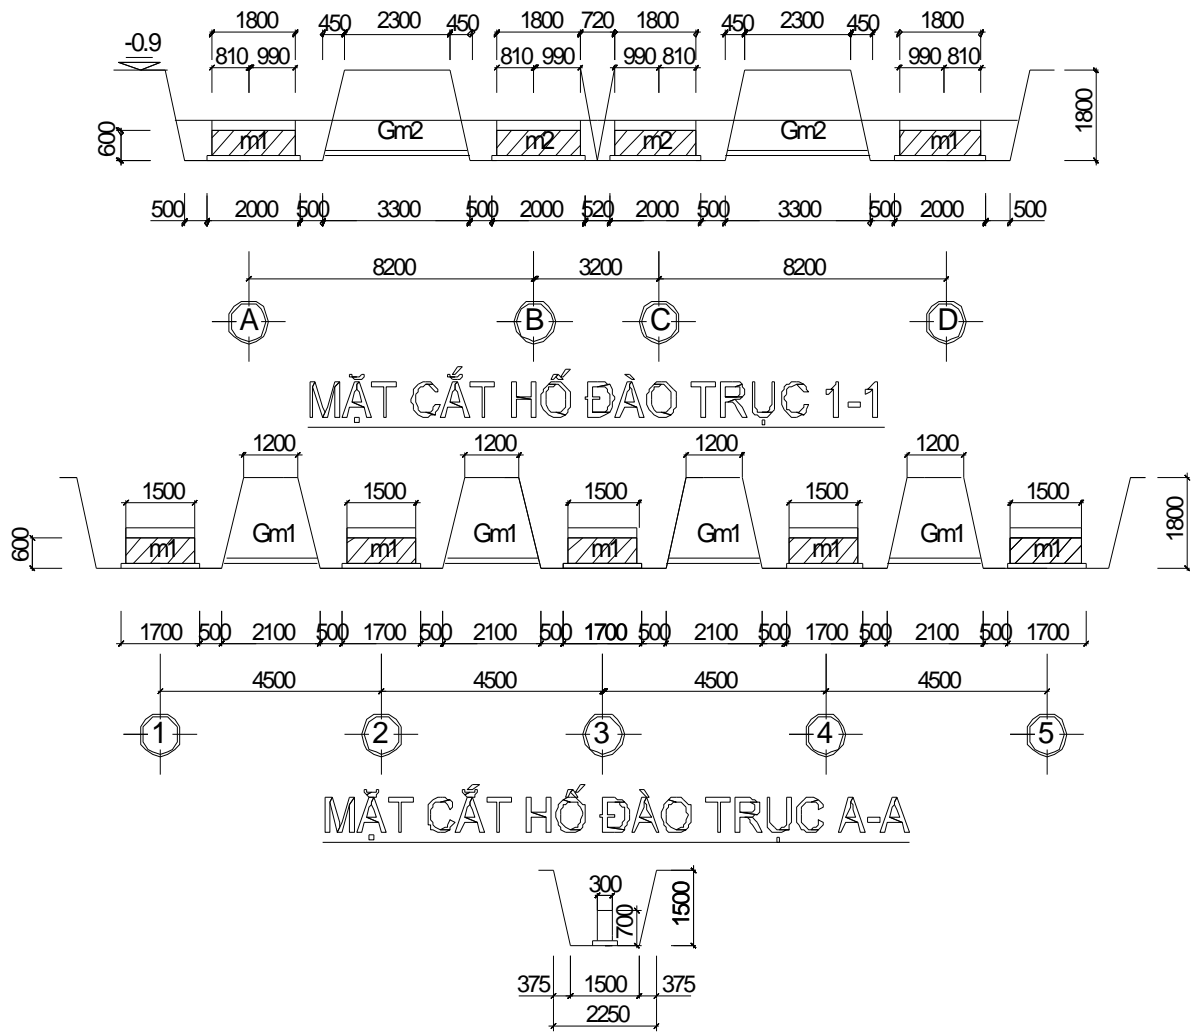 1800 450 2300 450 1800 720 1800 450 2300 450 1800
-0.9 810 990 810 990 990 810 990 810
600 m1 Gm2 m2 m2 Gm2 m1 1800
500 2000 500 3300 500 2000 520 2000 500 3300 500 2000 500
8200 3200 8200
A B C D
MẶT CẮT HỐ ĐÀO TRỤC 1-1
1200 1200 1200 1200
1500 1500 1500 1500 1500
600 m1 Gm1 m1 Gm1 m1 Gm1 m1 Gm1 m1 1800
1700 500 2100 500 1700 500 2100 500 1700 500 2100 500 1700 500 2100 500 1700
4500 4500 4500 4500
1 2 3 4 5
MẶT CẮT HỐ ĐÀO TRỤC A-A
300 700 1500
375 1500 375
2250